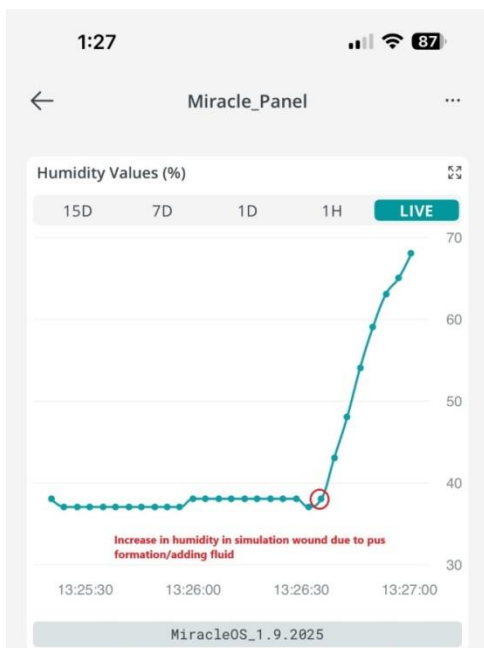 1:27 87
Miracle_Panel ...
Humidity Values (%)
15D 7D 1D 1H LIVE
70
60
50
40
Increase in humidity in simulation wound due to pus
formation/adding fluid
30
13:25:30 13:26:00 13:26:30 13:27:00
MiracleOS_1.9.2025